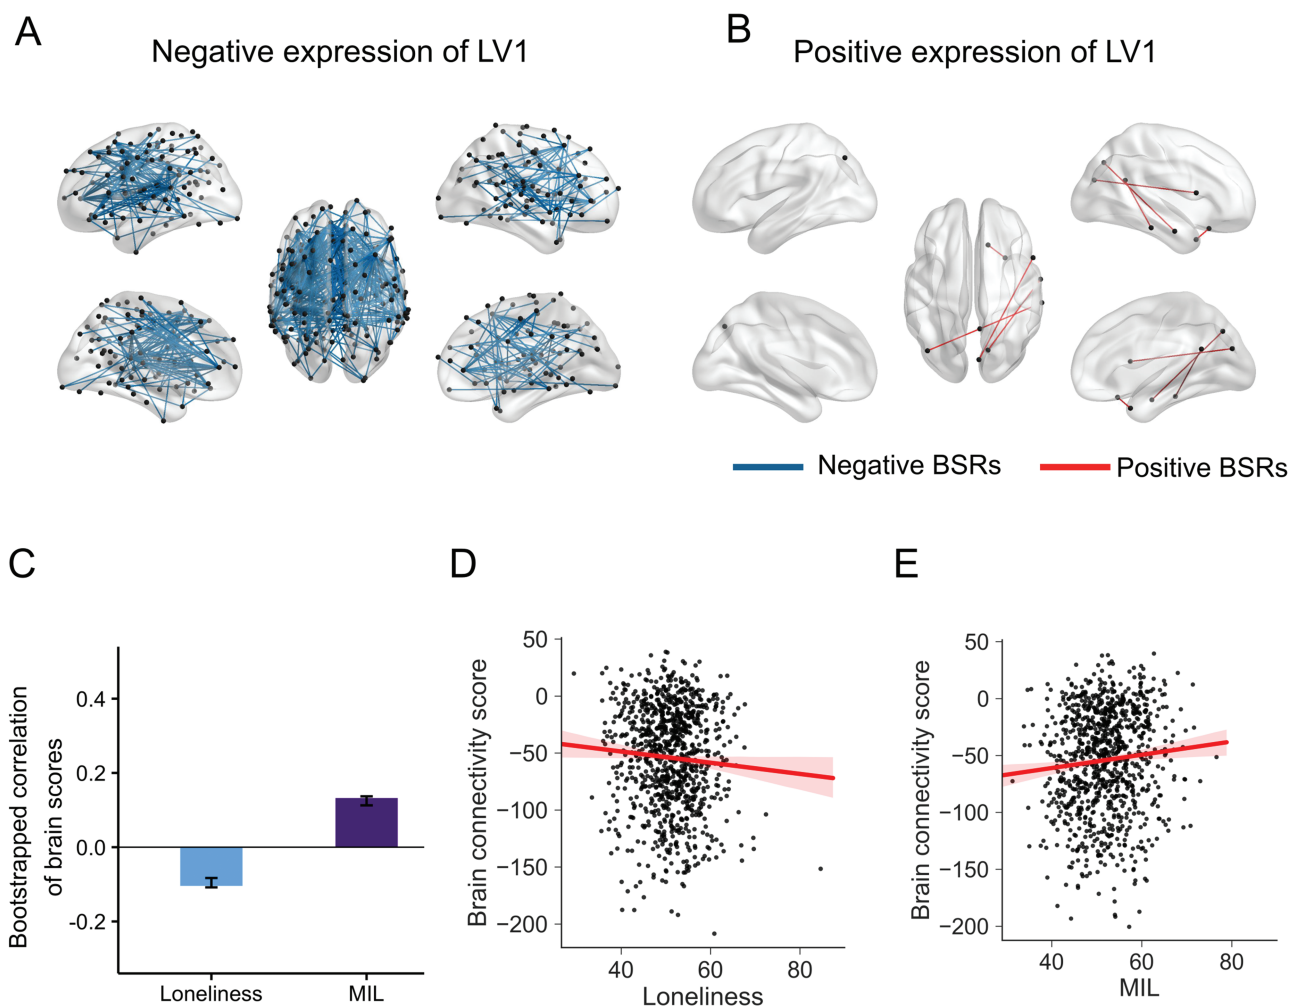 A
Negative expression of LV1
B
Positive expression of LV1
Negative BSRs
Positive BSRs
C
Bootstrapped correlation
of brain scores
0.4
0.2
0.0
-0.2
Loneliness
MIL
D
Brain connectivity score
50
0
−50
−100
−150
−200
40
60
80
Loneliness
E
Brain connectivity score
50
0
−50
−100
−150
−200
40
60
80
MIL